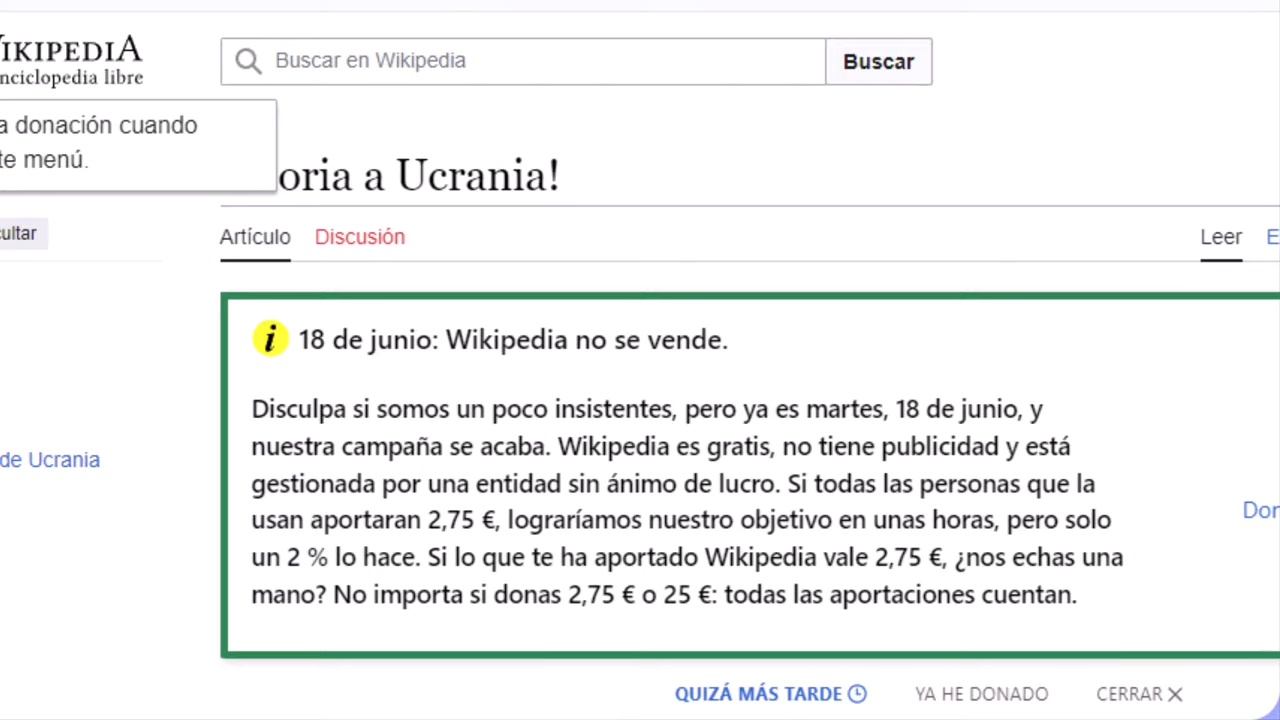 WIKIPEDIA
nciclopedia libre
Buscar en Wikipedia
Buscar
a donación cuando
te menú.
oria a Ucrania!
ultar
Artículo
Discusión
Leer
E
i
18 de junio: Wikipedia no se vende.
Disculpa si somos un poco insistentes, pero ya es martes, 18 de junio, y
nuestra campaña se acaba. Wikipedia es gratis, no tiene publicidad y está
gestionada por una entidad sin ánimo de lucro. Si todas las personas que la
usan aportaran 2,75 €, lograríamos nuestro objetivo en unas horas, pero solo
un 2 % lo hace. Si lo que te ha aportado Wikipedia vale 2,75 €, ¿nos echas una
mano? No importa si donas 2,75 € o 25 €: todas las aportaciones cuentan.
de Ucrania
Don
QUIZÁ MÁS TARDE
YA HE DONADO
CERRAR